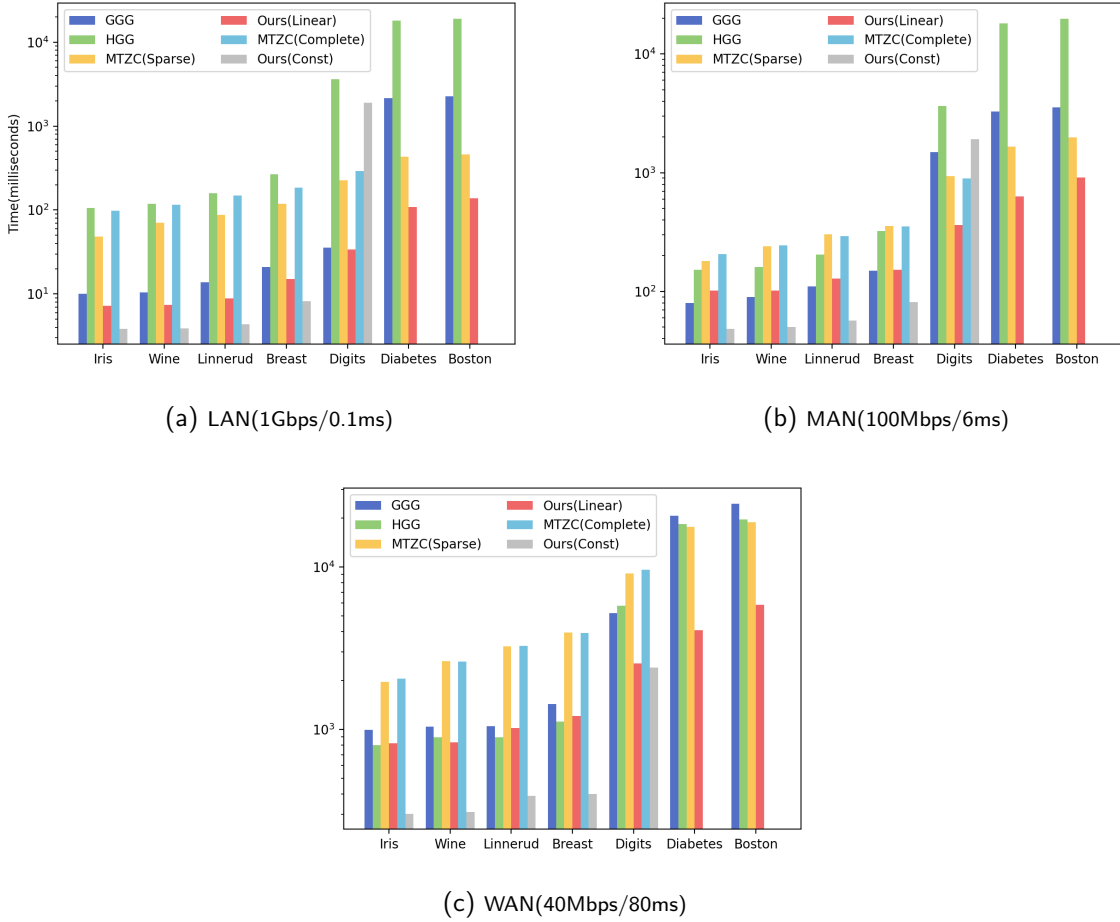 GGG
HGG
MTZC(Sparse)
Ours(Linear)
MTZC(Complete)
Ours(Const)
Time(milliseconds)
10^4
10^3
10^2
10^1
Iris Wine Linnerud Breast Digits Diabetes Boston
(a) LAN(1Gbps/0.1ms)
GGG
HGG
MTZC(Sparse)
Ours(Linear)
MTZC(Complete)
Ours(Const)
10^4
10^3
10^2
Iris Wine Linnerud Breast Digits Diabetes Boston
(b) MAN(100Mbps/6ms)
GGG
HGG
MTZC(Sparse)
Ours(Linear)
MTZC(Complete)
Ours(Const)
10^4
10^3
Iris Wine Linnerud Breast Digits Diabetes Boston
(c) WAN(40Mbps/80ms)